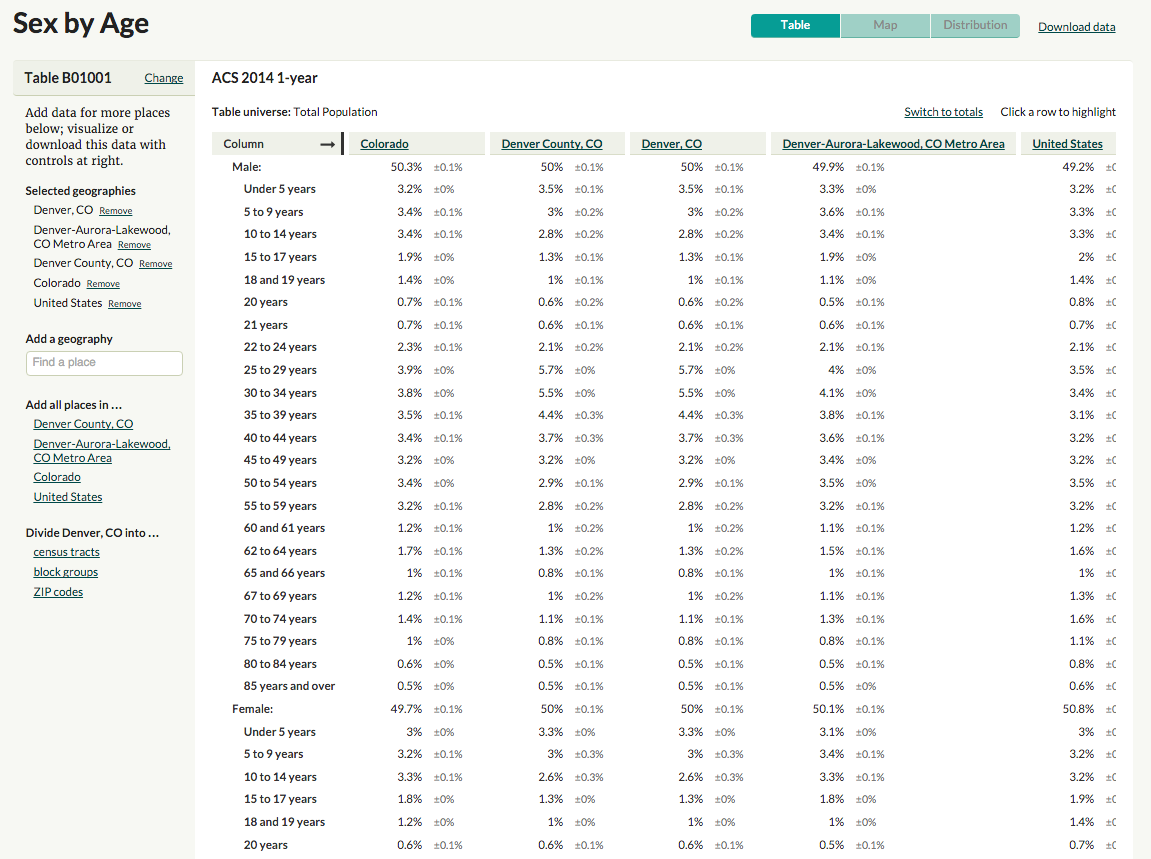 Sex by Age
Table Map Distribution Download data
Table B01001 Change
Add data for more places
below; visualize or
download this data with
controls at right.
Selected geographies
Denver, CO Remove
Denver-Aurora-Lakewood,
CO Metro Area Remove
Denver County, CO Remove
Colorado Remove
United States Remove
Add a geography
Find a place
Add all places in ...
Denver County, CO
Denver-Aurora-Lakewood,
CO Metro Area
Colorado
United States
Divide Denver, CO into ...
census tracts
block groups
ZIP codes
ACS 2014 1-year
Table universe: Total Population Switch to totals Click a row to highlight
Column → Colorado Denver County, CO Denver, CO Denver-Aurora-Lakewood, CO Metro Area United States
Male: 50.3% ±0.1% 50% ±0.1% 50% ±0.1% 49.9% ±0.1% 49.2%
Under 5 years 3.2% ±0% 3.5% ±0.1% 3.5% ±0.1% 3.3% ±0% 3.2%
5 to 9 years 3.4% ±0.1% 3% ±0.2% 3% ±0.2% 3.6% ±0.1% 3.3%
10 to 14 years 3.4% ±0.1% 2.8% ±0.2% 2.8% ±0.2% 3.4% ±0.1% 3.3%
15 to 17 years 1.9% ±0% 1.3% ±0.1% 1.3% ±0.1% 1.9% ±0% 2%
18 and 19 years 1.4% ±0% 1% ±0.1% 1% ±0.1% 1.1% ±0% 1.4%
20 years 0.7% ±0.1% 0.6% ±0.2% 0.6% ±0.2% 0.5% ±0.1% 0.8%
21 years 0.7% ±0.1% 0.6% ±0.1% 0.6% ±0.1% 0.6% ±0.1% 0.7%
22 to 24 years 2.3% ±0.1% 2.1% ±0.2% 2.1% ±0.2% 2.1% ±0.1% 2.1%
25 to 29 years 3.9% ±0% 5.7% ±0% 5.7% ±0% 4% ±0% 3.5%
30 to 34 years 3.8% ±0% 5.5% ±0% 5.5% ±0% 4.1% ±0% 3.4%
35 to 39 years 3.5% ±0.1% 4.4% ±0.3% 4.4% ±0.3% 3.8% ±0.1% 3.1%
40 to 44 years 3.4% ±0.1% 3.7% ±0.3% 3.7% ±0.3% 3.6% ±0.1% 3.2%
45 to 49 years 3.2% ±0% 3.2% ±0% 3.2% ±0% 3.4% ±0% 3.2%
50 to 54 years 3.4% ±0% 2.9% ±0.1% 2.9% ±0.1% 3.5% ±0% 3.5%
55 to 59 years 3.2% ±0.1% 2.8% ±0.2% 2.8% ±0.2% 3.2% ±0.1% 3.2%
60 and 61 years 1.2% ±0.1% 1% ±0.2% 1% ±0.2% 1.1% ±0.1% 1.2%
62 to 64 years 1.7% ±0.1% 1.3% ±0.2% 1.3% ±0.2% 1.5% ±0.1% 1.6%
65 and 66 years 1% ±0.1% 0.8% ±0.1% 0.8% ±0.1% 1% ±0.1% 1%
67 to 69 years 1.2% ±0.1% 1% ±0.2% 1% ±0.2% 1.1% ±0.1% 1.3%
70 to 74 years 1.4% ±0.1% 1.1% ±0.1% 1.1% ±0.1% 1.3% ±0.1% 1.6%
75 to 79 years 1% ±0% 0.8% ±0.1% 0.8% ±0.1% 0.8% ±0.1% 1.1%
80 to 84 years 0.6% ±0% 0.5% ±0.1% 0.5% ±0.1% 0.5% ±0.1% 0.8%
85 years and over 0.5% ±0% 0.5% ±0.1% 0.5% ±0.1% 0.5% ±0% 0.6%
Female: 49.7% ±0.1% 50% ±0.1% 50% ±0.1% 50.1% ±0.1% 50.8%
Under 5 years 3% ±0% 3.3% ±0% 3.3% ±0% 3.1% ±0% 3%
5 to 9 years 3.2% ±0.1% 3% ±0.3% 3% ±0.3% 3.4% ±0.1% 3.2%
10 to 14 years 3.3% ±0.1% 2.6% ±0.3% 2.6% ±0.3% 3.3% ±0.1% 3.2%
15 to 17 years 1.8% ±0% 1.3% ±0% 1.3% ±0% 1.8% ±0% 1.9%
18 and 19 years 1.2% ±0% 1% ±0% 1% ±0% 1% ±0% 1.4%
20 years 0.6% ±0.1% 0.6% ±0.1% 0.6% ±0.1% 0.5% ±0.1% 0.7%